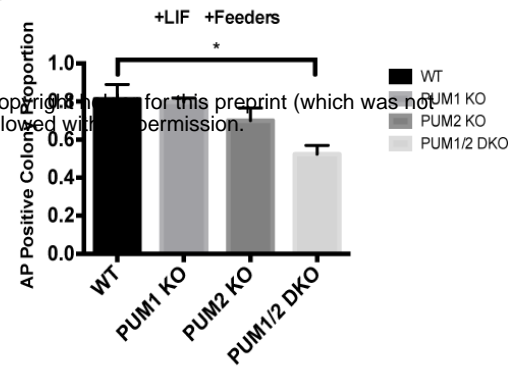 +LIF +Feeders
*
AP Positive Colony Proportion
1.0
0.8
0.6
0.4
0.2
0.0
WT
PUM1 KO
PUM2 KO
PUM1/2 DKO
WT
PUM1 KO
PUM2 KO
PUM1/2 DKO
for this preprint (which was not
permission.